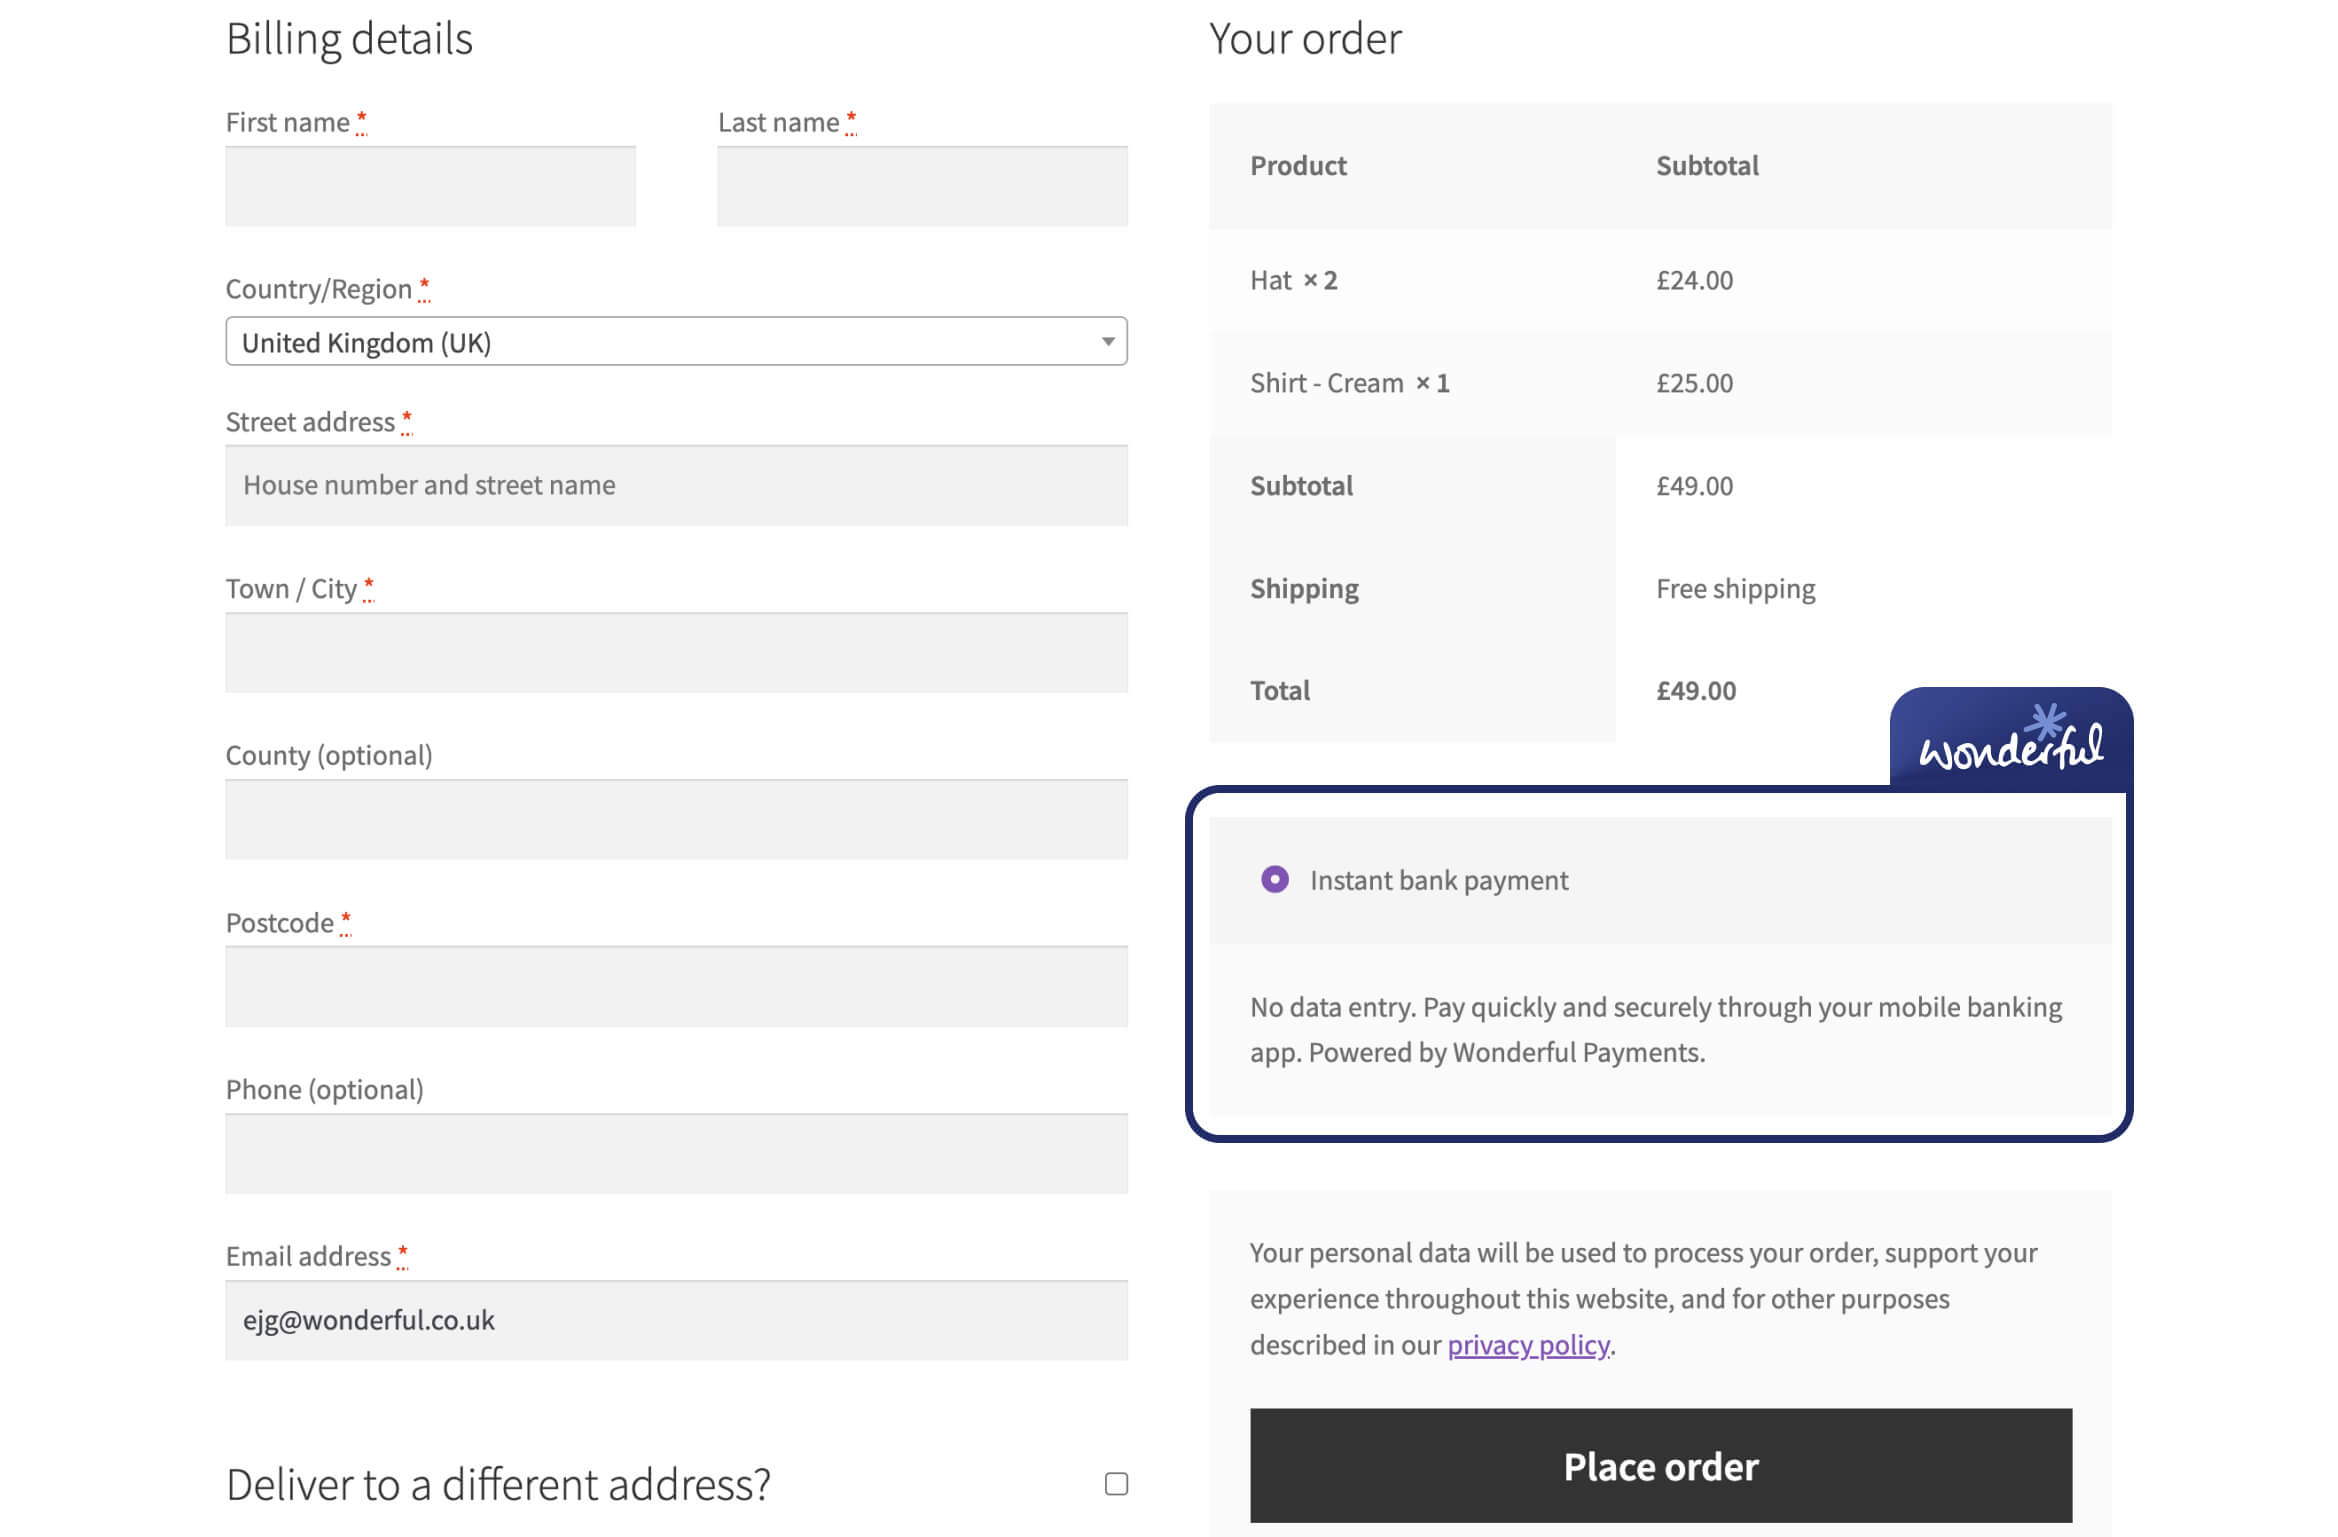 Billing details
First name *
Last name *
Country/Region *
United Kingdom (UK)
Street address *
House number and street name
Town / City *
County (optional)
Postcode *
Phone (optional)
Email address *
ejg@wonderful.co.uk
Deliver to a different address?
Your order
Product Subtotal
Hat × 2 £24.00
Shirt - Cream × 1 £25.00
Subtotal £49.00
Shipping Free shipping
Total £49.00
wonderful
Instant bank payment
No data entry. Pay quickly and securely through your mobile banking
app. Powered by Wonderful Payments.
Your personal data will be used to process your order, support your
experience throughout this website, and for other purposes
described in our privacy policy.
Place order